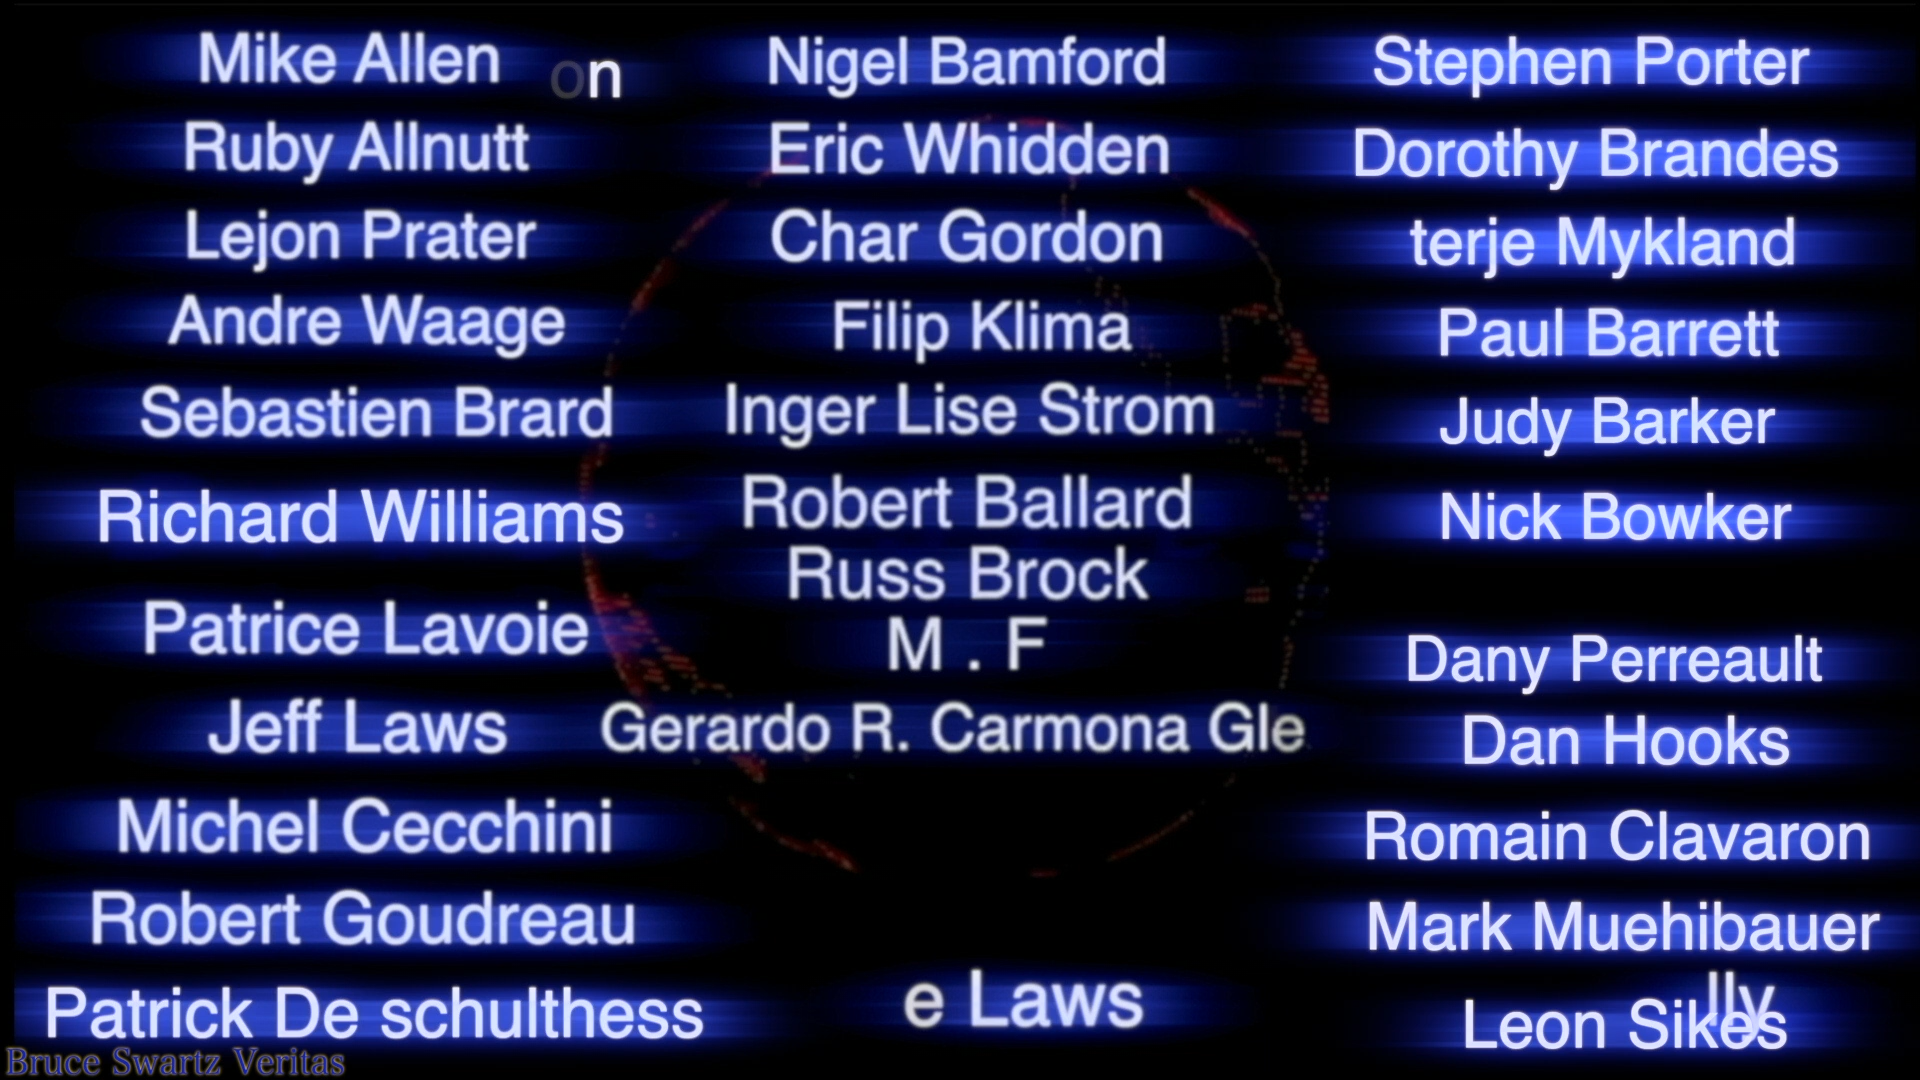 Mike Allen
on
Ruby Allnutt
Lejon Prater
Andre Waage
Sebastien Brard
Richard Williams
Patrice Lavoie
Jeff Laws
Michel Cecchini
Robert Goudreau
Patrick De schulthess
Nigel Bamford
Eric Whidden
Char Gordon
Filip Klima
Inger Lise Strom
Robert Ballard
Russ Brock
M . F
Gerardo R. Carmona Gle
e Laws
Stephen Porter
Dorothy Brandes
terje Mykland
Paul Barrett
Judy Barker
Nick Bowker
Dany Perreault
Dan Hooks
Romain Clavaron
Mark Muehibauer
lly
Leon Sikes
Bruce Swartz Veritas